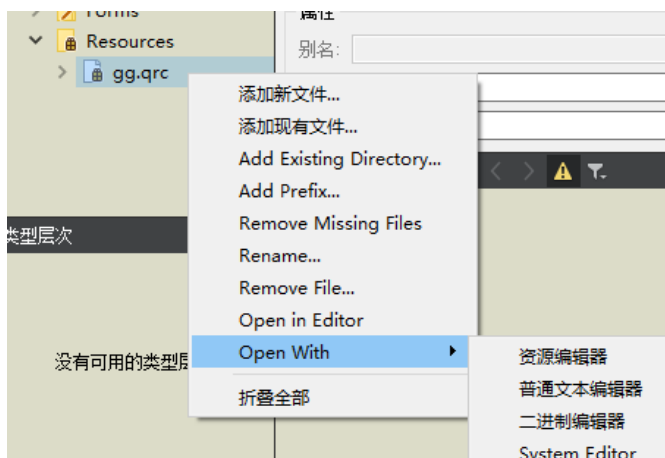 Forms
属性
Resources
别名:
gg.qrc
添加新文件...
添加现有文件...
Add Existing Directory...
Add Prefix...
Remove Missing Files
类型层次
Rename...
Remove File...
Open in Editor
Open With
资源编辑器
没有可用的类型层
普通文本编辑器
折叠全部
二进制编辑器
System Editor